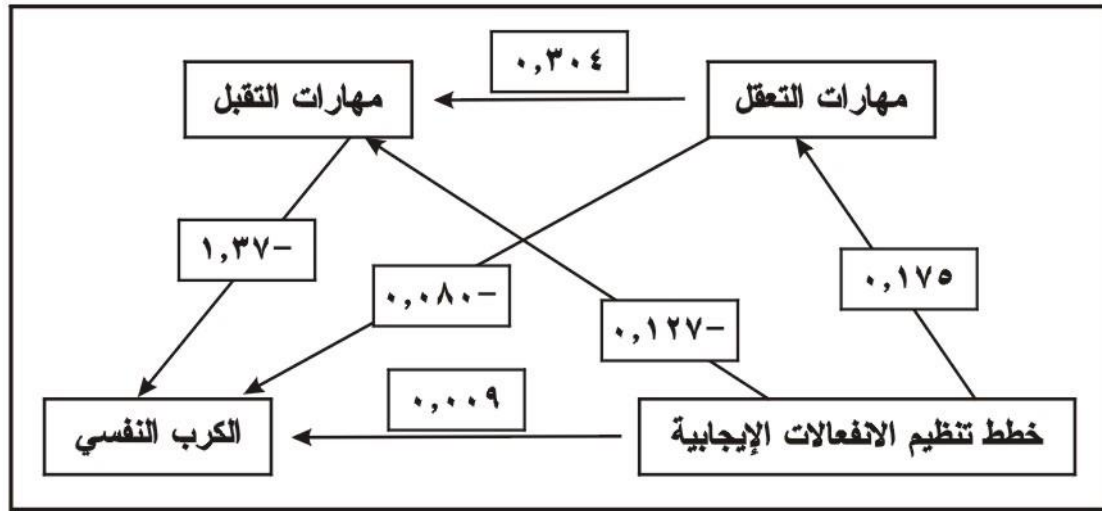 ٠,٣٠٤
مهارات التعقل
مهارات التقبل
١,٣٧-
٠,٠٨٠-
٠,١٧٥
٠,١٢٧-
٠,٠٠٩
خطط تنظيم الانفعالات الإيجابية
الكرب النفسي